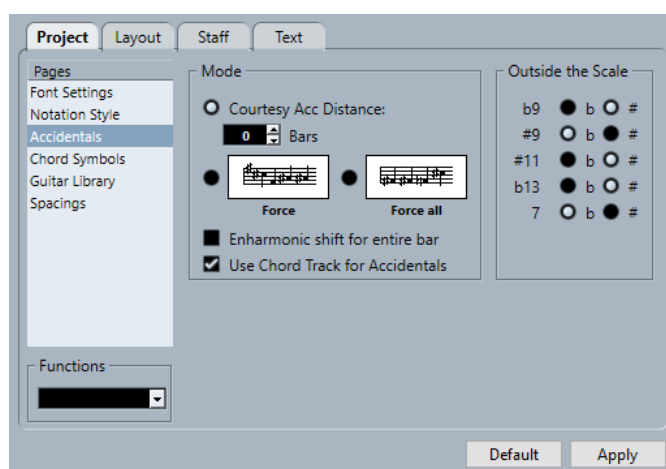 Project Layout Staff Text
Pages
Font Settings
Notation Style
Accidentals
Chord Symbols
Guitar Library
Spacings
Functions
Mode
Courtesy Acc Distance:
0 Bars
Force Force all
Enharmonic shift for entire bar
Use Chord Track for Accidentals
Outside the Scale
b9 b #
#9 b #
#11 b #
b13 b #
7 b #
Default Apply